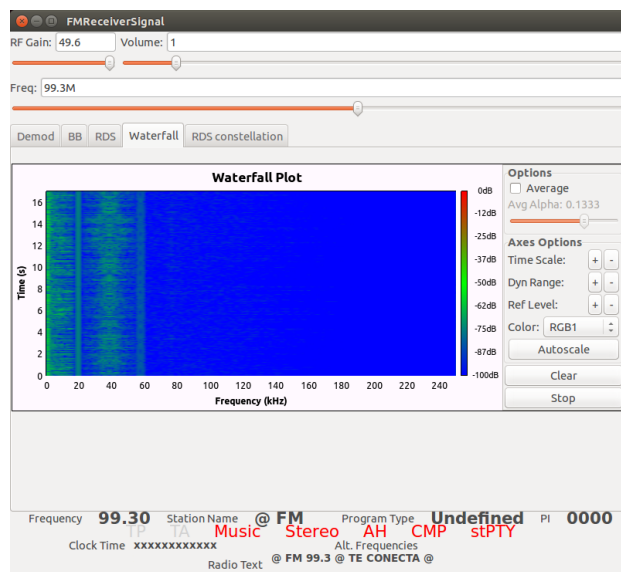 FMReceiverSignal
RF Gain: 49.6 Volume: 1
Freq: 99.3M
Demod BB RDS Waterfall RDS constellation
Waterfall Plot
Time (s)
16
14
12
10
8
6
4
2
0
0 20 40 60 80 100 120 140 160 180 200 220 240
Frequency (kHz)
0dB
-12dB
-25dB
-37dB
-50dB
-62dB
-75dB
-87dB
-100dB
Options
Average
Avg Alpha: 0.1333
Axes Options
Time Scale: + -
Dyn Range: + -
Ref Level: + -
Color: RGB1
Autoscale
Clear
Stop
Frequency 99.30 Station Name @ FM Program Type Undefined PI 0000
TP TA Music Stereo AH CMP stPTY
Clock Time xxxxxxxxxxxx Alt. Frequencies
Radio Text @ FM 99.3 @ TE CONECTA @